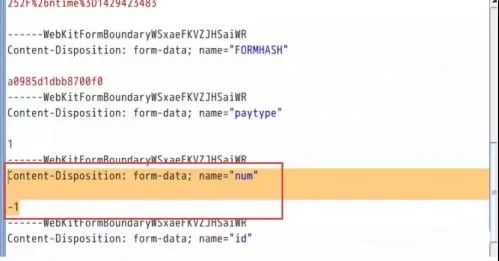 252F%26ntime%3D1429423483
------WebKitFormBoundaryWSxaeFKVZJHSaiWR
Content-Disposition: form-data; name="FORMHASH"
a0985d1dbb8700f0
------WebKitFormBoundaryWSxaeFKVZJHSaiWR
Content-Disposition: form-data; name="paytype"
1
------WebKitFormBoundaryWSxaeFKVZJHSaiWR
Content-Disposition: form-data; name="num"
-1
------WebKitFormBoundaryWSxaeFKVZJHSaiWR
Content-Disposition: form-data; name="id"